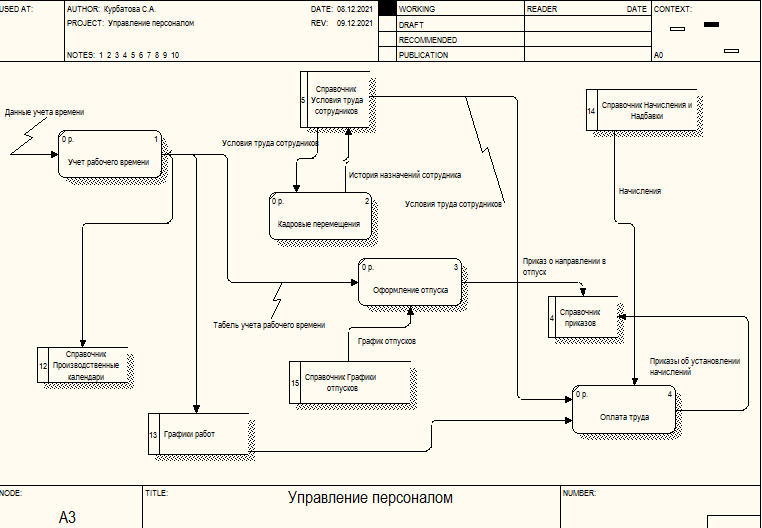 USED AT:
AUTHOR: Курбатова С.А.
DATE: 08.12.2021
WORKING
READER
DATE
CONTEXT:
PROJECT: Управление персоналом
REV: 09.12.2021
DRAFT
RECOMMENDED
NOTES: 1 2 3 4 5 6 7 8 9 10
PUBLICATION
A0
Данные учета времени
0 р.
1
Учет рабочего времени
5
Справочник
Условия труда
сотрудников
14
Справочник Начисления и
Надбавки
Условия труда сотрудников
История назначений сотрудника
Условия труда сотрудников
Начисления
0 р.
2
Кадровые перемещения
0 р.
3
Оформление отпуска
Приказ о направлении в
отпуск
4
Справочник
приказов
Табель учета рабочего времени
График отпусков
12
Справочник
Производственные
календари
15
Справочник Графики
отпусков
Приказы об установлении
начислений
0 р.
4
Оплата труда
13
Графики работ
NODE:
A3
TITLE:
Управление персоналом
NUMBER: